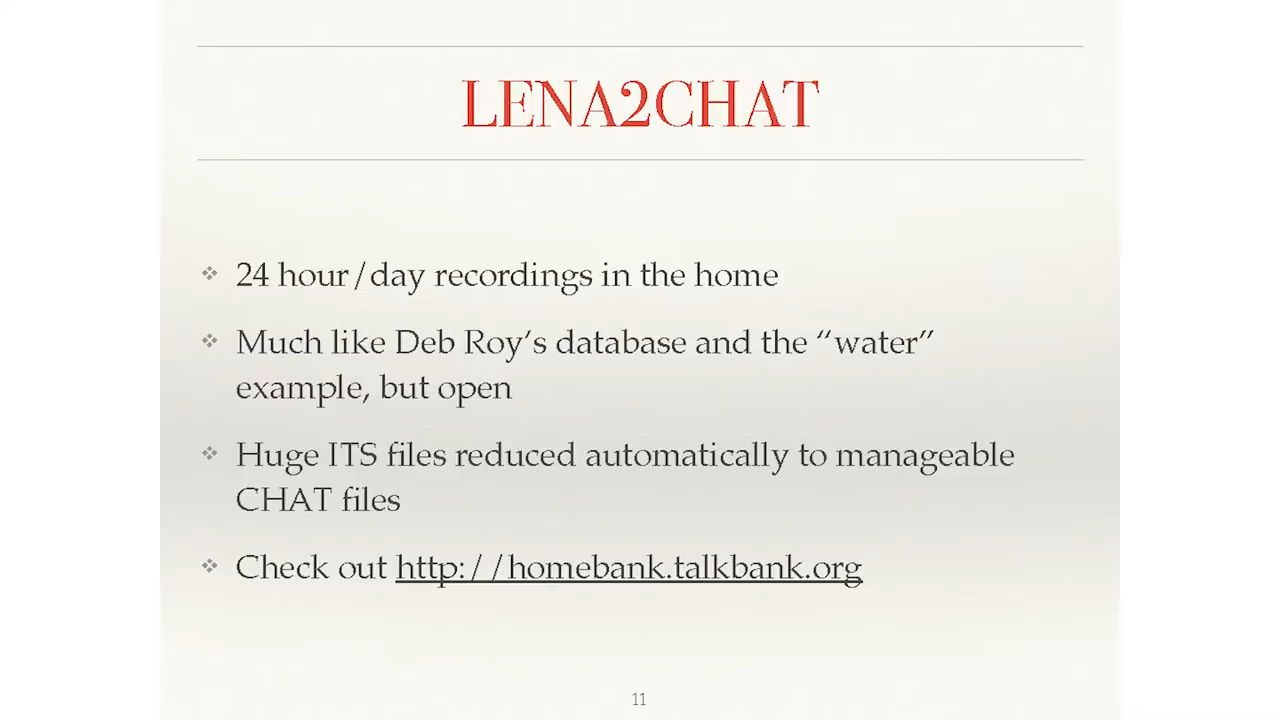 LENA2CHAT
24 hour/day recordings in the home
Much like Deb Roy’s database and the “water”
example, but open
Huge ITS files reduced automatically to manageable
CHAT files
Check out http://homebank.talkbank.org
11